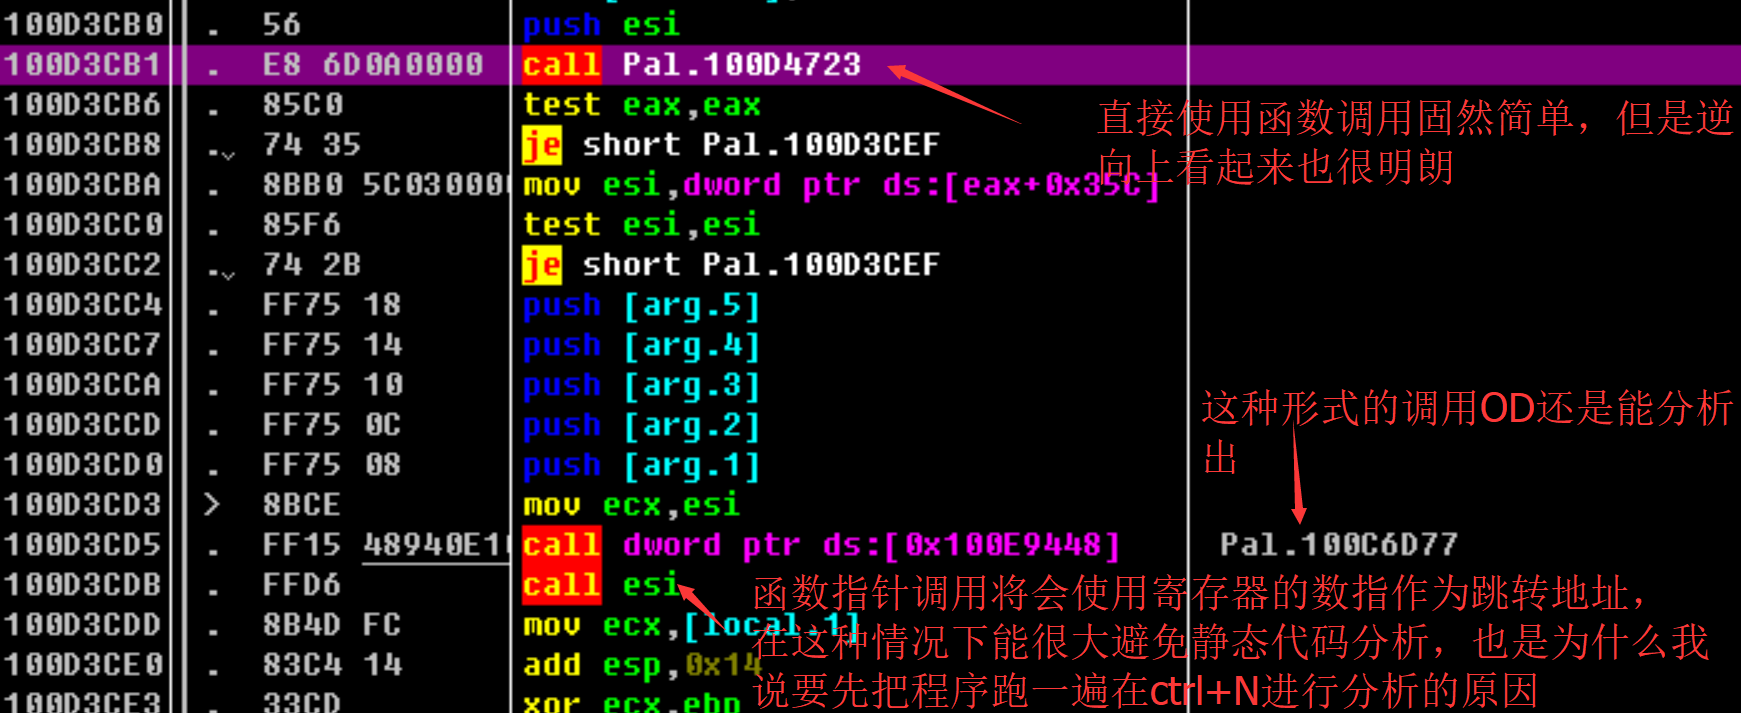 100D3CB0 . 56 push esi
100D3CB1 . E8 6D0A0000 call Pal.100D4723
100D3CB6 . 85C0 test eax,eax
直接使用函数调用固然简单，但是逆
100D3CB8 .ˇ 74 35 je short Pal.100D3CEF
向上看起来也很明朗
100D3CBA . 8BB0 5C03000 mov esi,dword ptr ds:[eax+0x35C]
100D3CC0 . 85F6 test esi,esi
100D3CC2 .ˇ 74 2B je short Pal.100D3CEF
100D3CC4 . FF75 18 push [arg.5]
100D3CC7 . FF75 14 push [arg.4]
100D3CCA . FF75 10 push [arg.3]
100D3CCD . FF75 0C push [arg.2]
这种形式的调用OD还是能分析
出
100D3CD0 . FF75 08 push [arg.1]
100D3CD3 > 8BCE mov ecx,esi
100D3CD5 . FF15 48940E1 call dword ptr ds:[0x100E9448] Pal.100C6D77
100D3CDB . FFD6 call esi
函数指针调用将会使用寄存器的数指作为跳转地址，
100D3CDD . 8B4D FC mov ecx,[local.1]
在这种情况下能很大避免静态代码分析，也是为什么我
100D3CE0 . 83C4 14 add esp,0x14
说要先把程序跑一遍在ctrl+N进行分析的原因
100D3CE3 . 33CD xor ecx,ebp